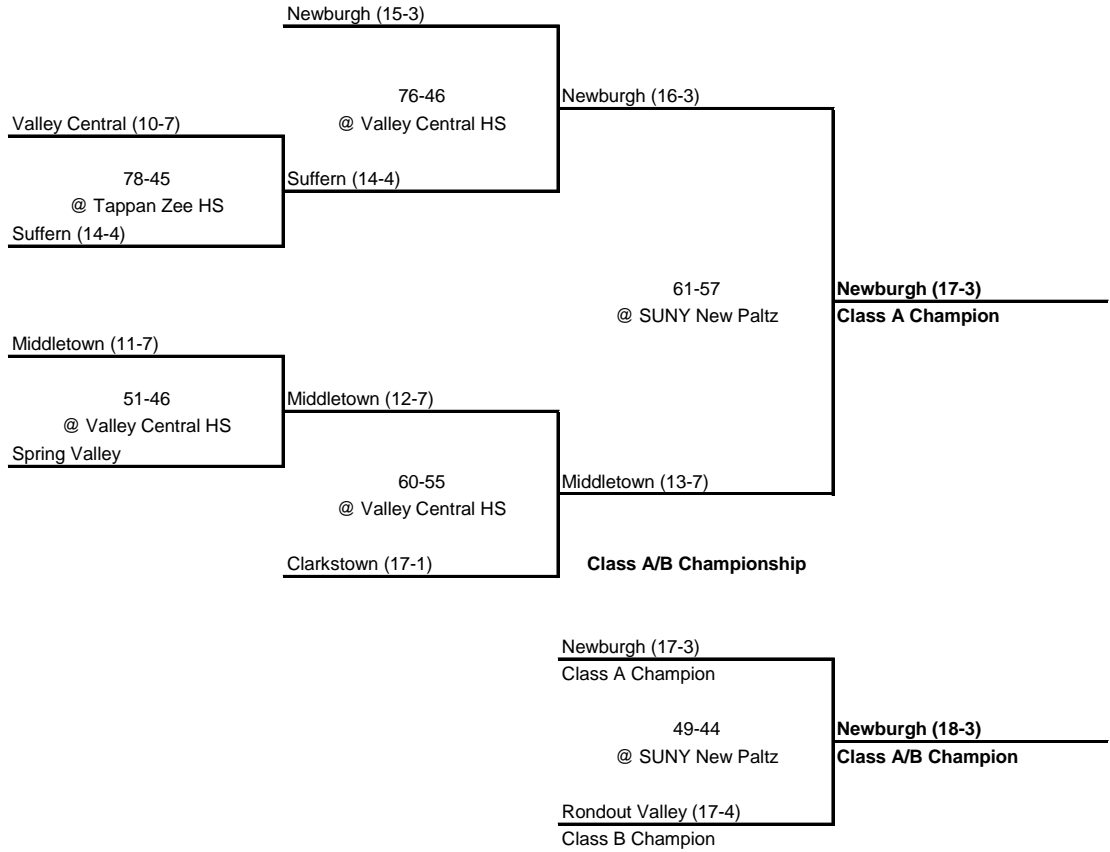 Newburgh (15-3)
76-46
@ Valley Central HS
Newburgh (16-3)
Valley Central (10-7)
78-45
@ Tappan Zee HS
Suffern (14-4)
Suffern (14-4)
61-57
@ SUNY New Paltz
Newburgh (17-3)
Class A Champion
Middletown (11-7)
51-46
@ Valley Central HS
Middletown (12-7)
Spring Valley
60-55
@ Valley Central HS
Middletown (13-7)
Clarkstown (17-1)
Class A/B Championship
Newburgh (17-3)
Class A Champion
49-44
@ SUNY New Paltz
Newburgh (18-3)
Class A/B Champion
Rondout Valley (17-4)
Class B Champion